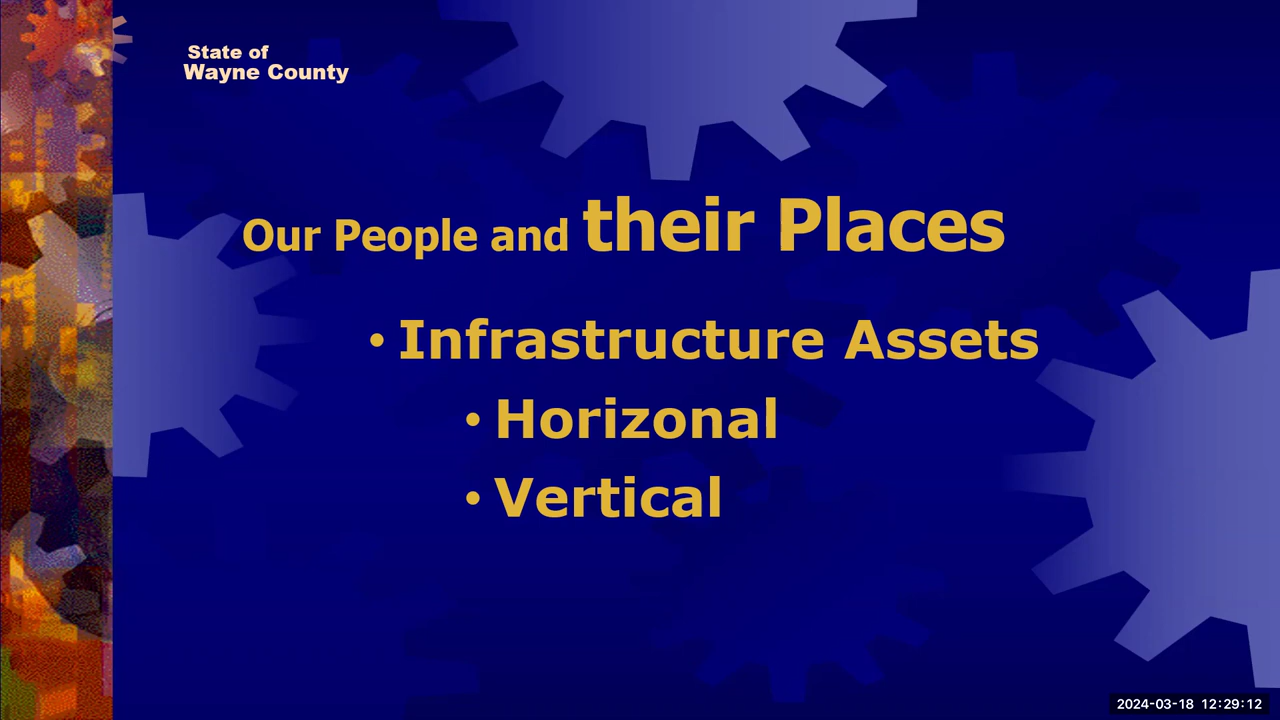 State of
Wayne County
Our People and their Places
• Infrastructure Assets
• Horizonal
• Vertical
2024-03-18 12:29:12